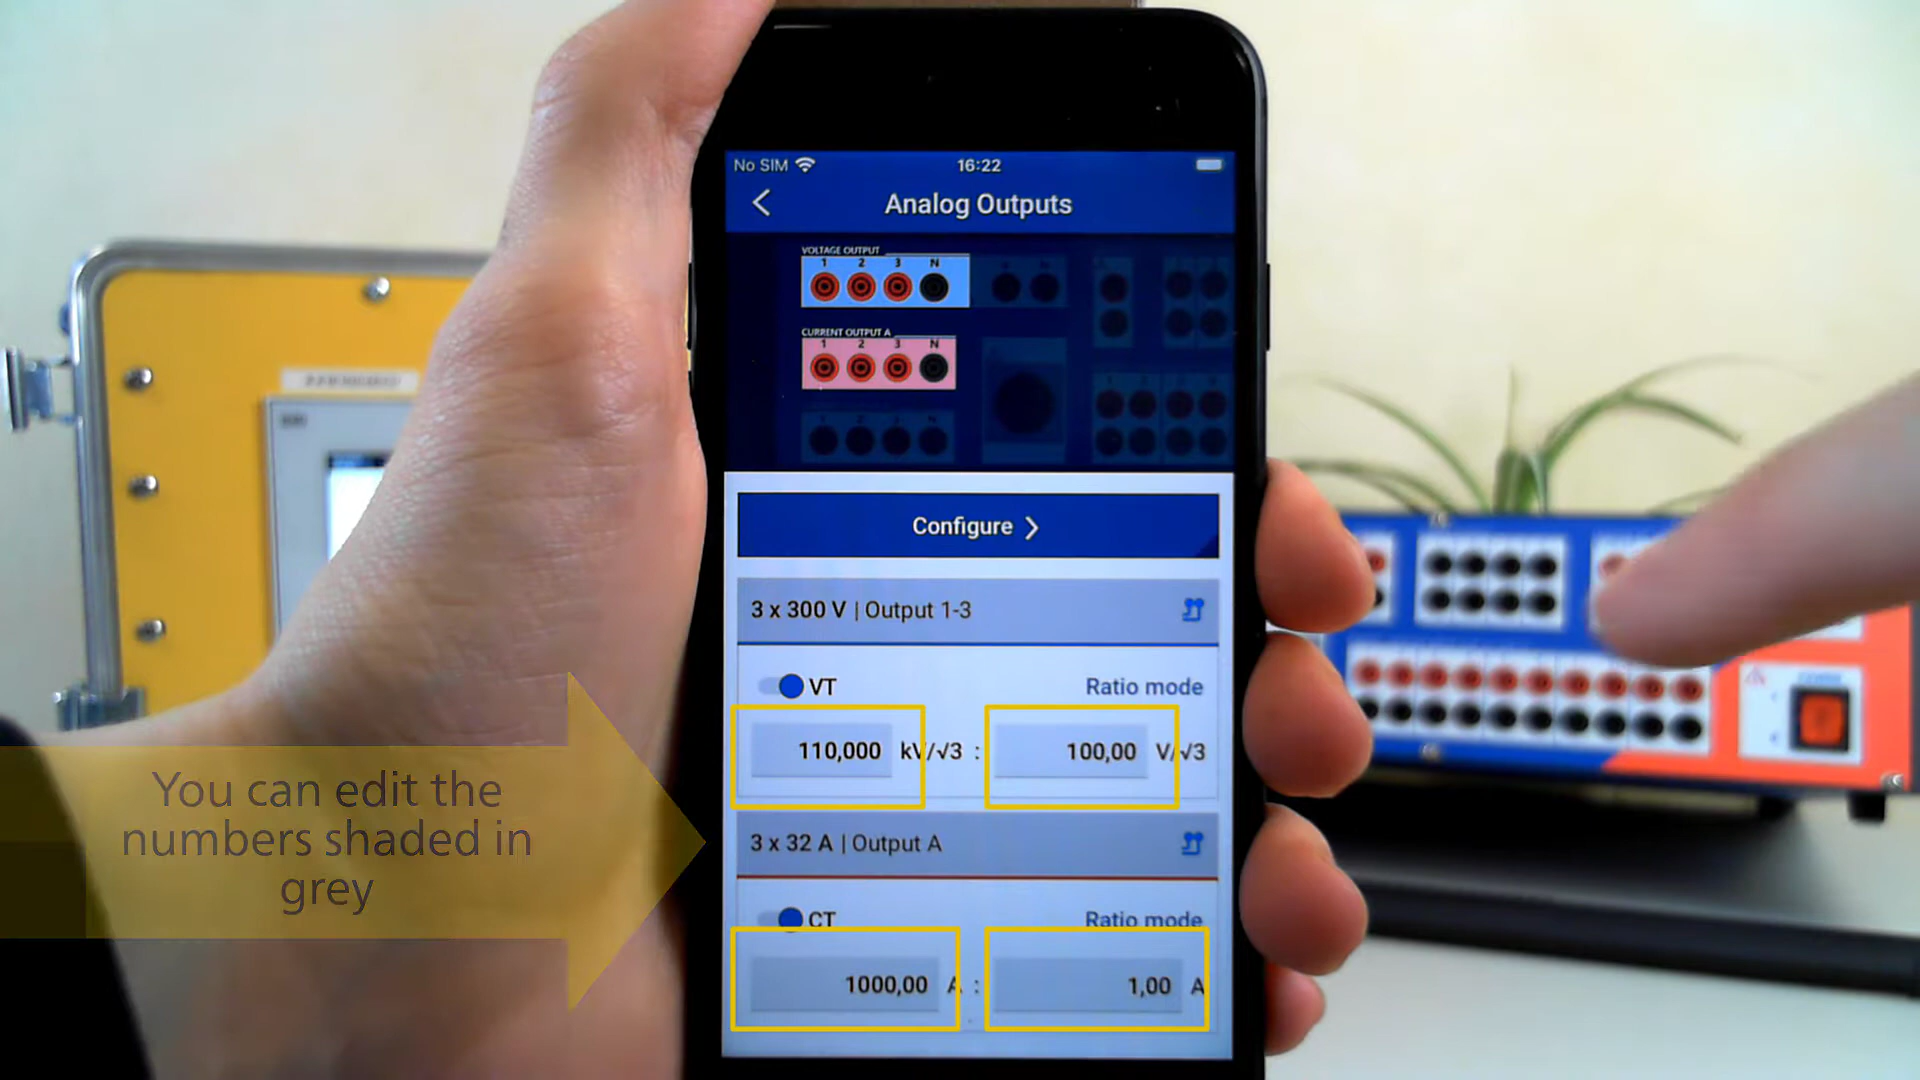 No SIM 16:22
Analog Outputs
VOLTAGE OUTPUT
1 2 3 N
CURRENT OUTPUT A
1 2 3 N
Configure
3 x 300 V | Output 1-3
VT Ratio mode
110,000 kV/√3 : 100,00 V/√3
3 x 32 A | Output A
CT Ratio mode
1000,00 A : 1,00 A
You can edit the
numbers shaded in
grey